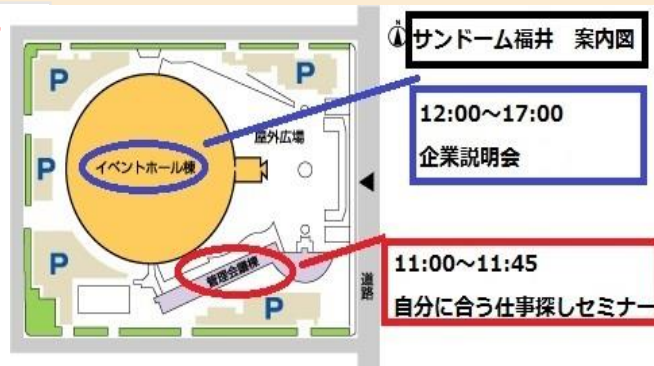 N
サンドーム福井 案内図
12:00～17:00
企業説明会
P
P
屋外広場
イベントホール棟
P
P
管理会議棟
P
道路
11:00～11:45
自分に合う仕事探しセミナー